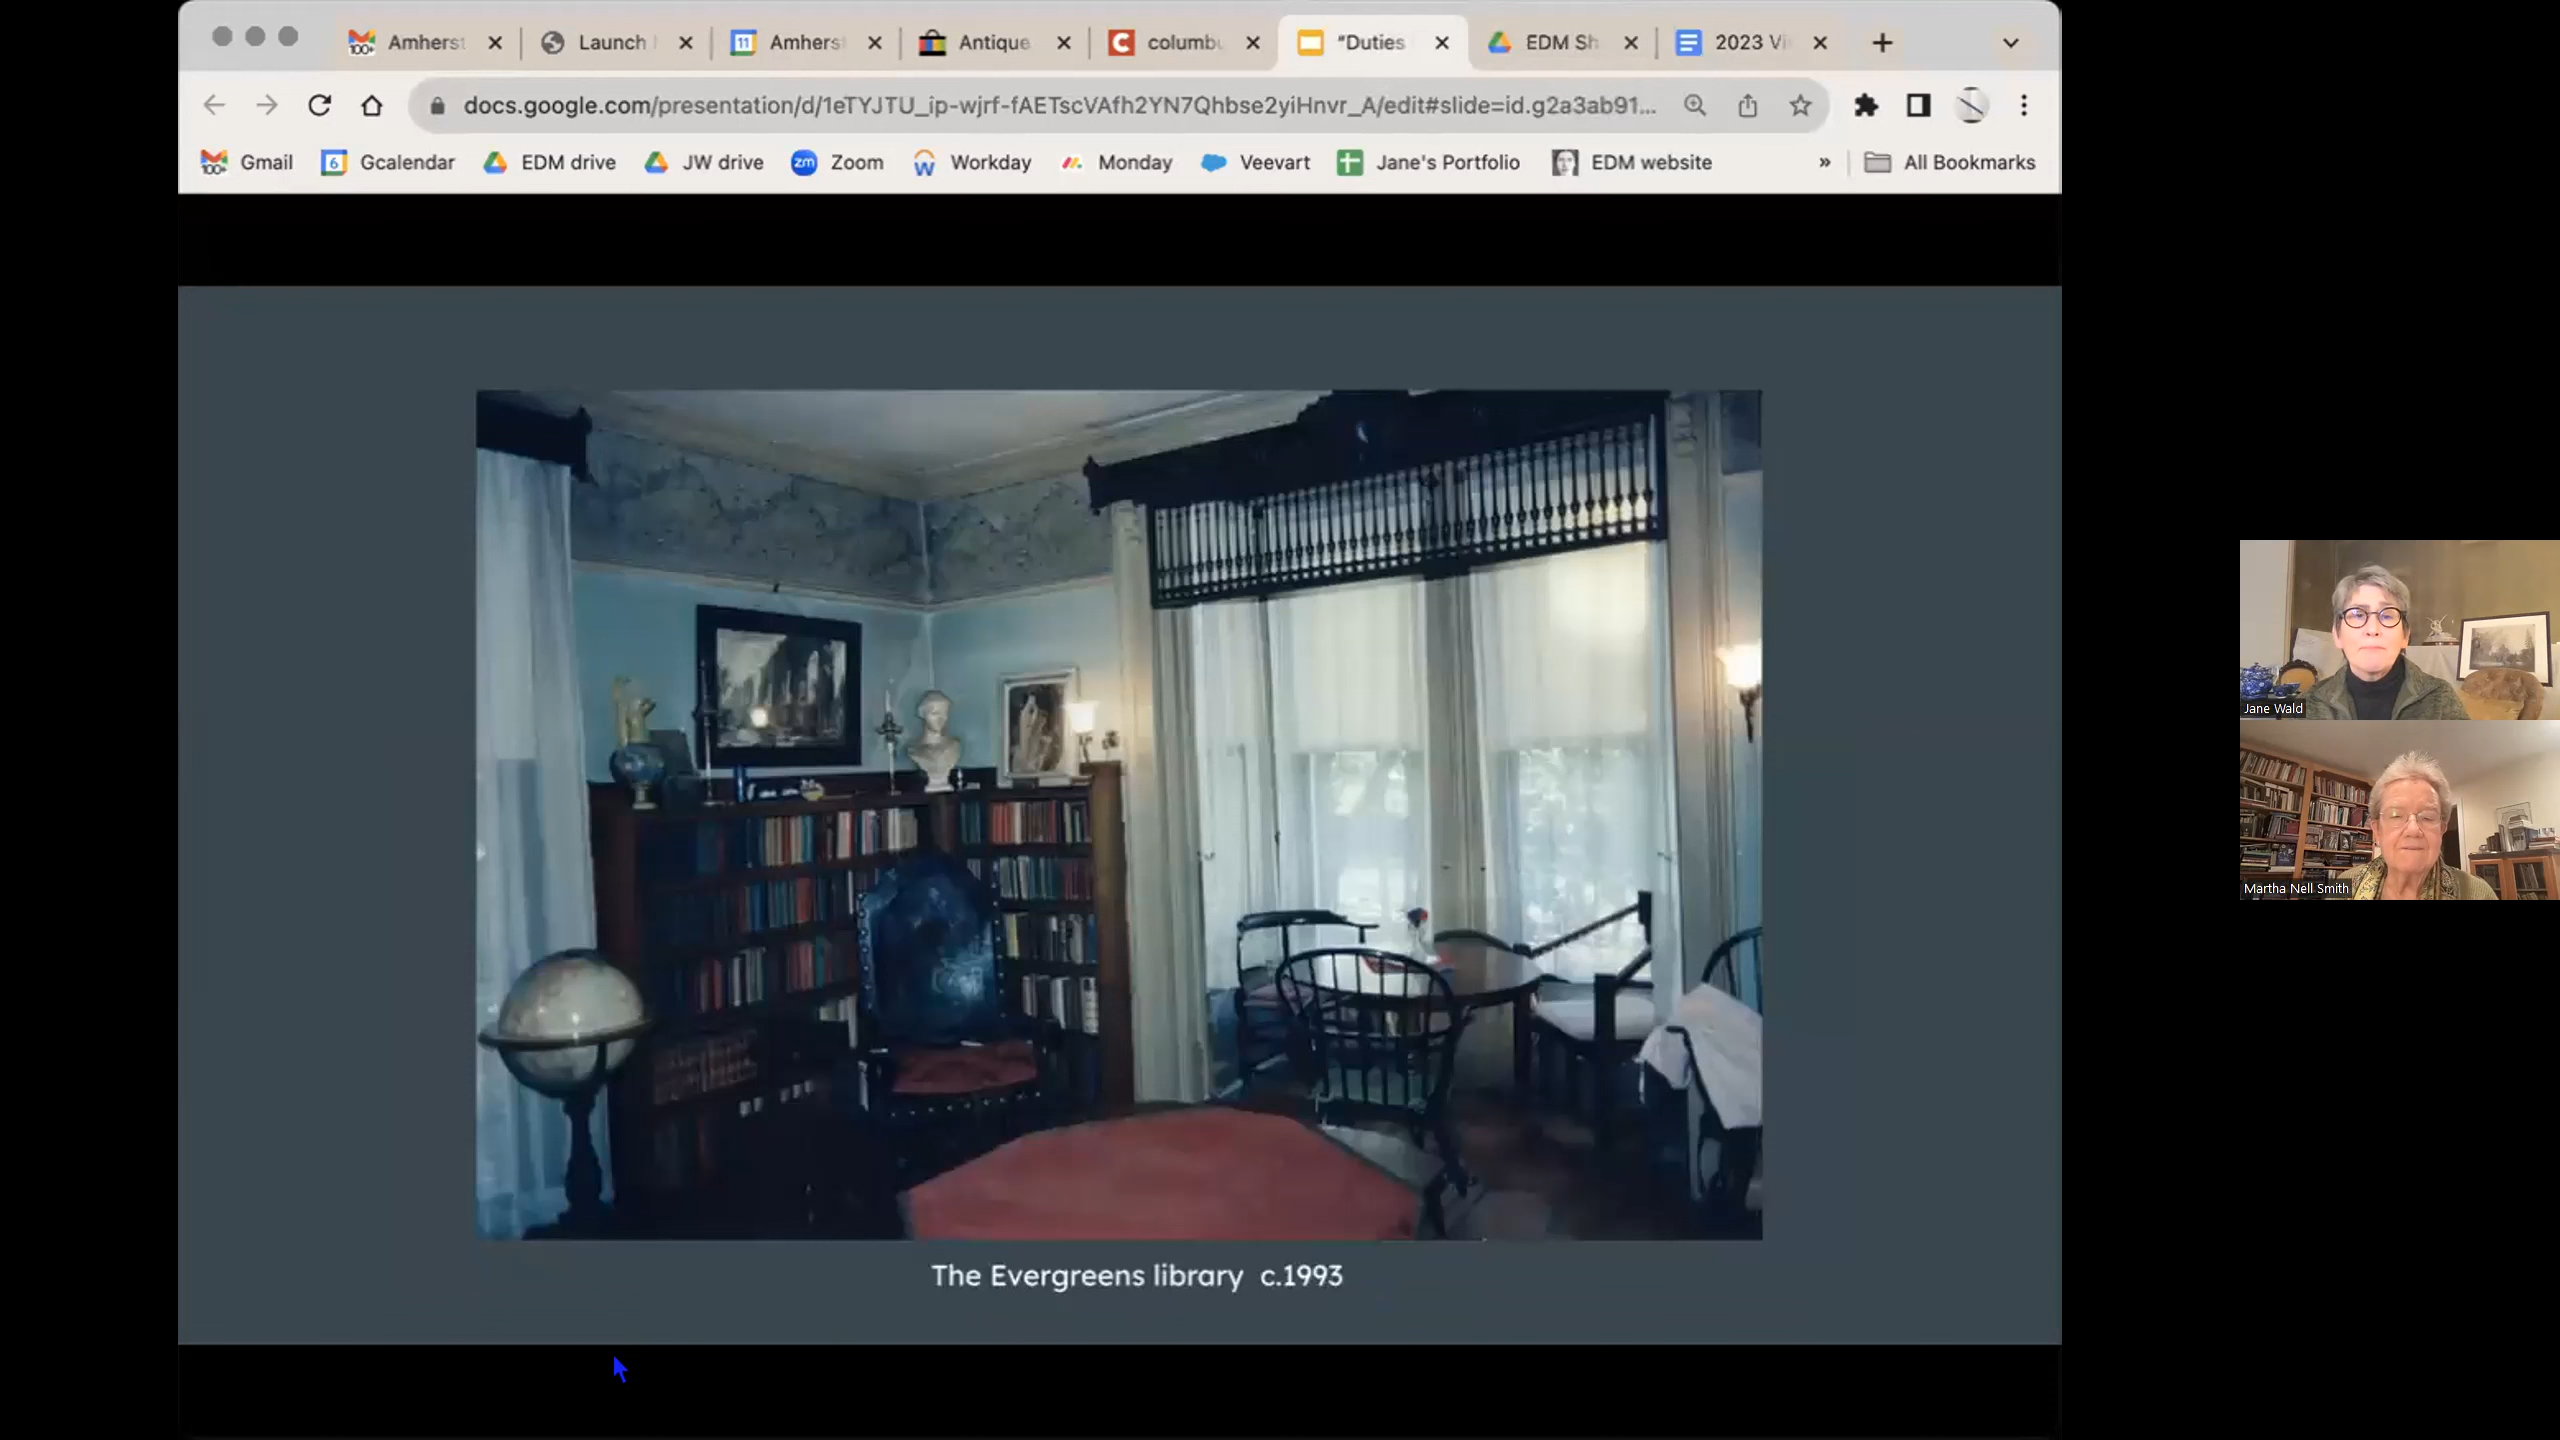 Amherst
Launch
Amherst
Antique
columbu
"Duties
EDM Sh
2023 Vi
docs.google.com/presentation/d/1eTYJTU_ip-wjrf-fAETscVAfh2YN7Qhbse2yiHnvr_A/edit#slide=id.g2a3ab91...
Gmail
Gcalendar
EDM drive
JW drive
Zoom
Workday
Monday
Veevart
Jane's Portfolio
EDM website
»
All Bookmarks
The Evergreens library c.1993
Jane Wald
Martha Nell Smith